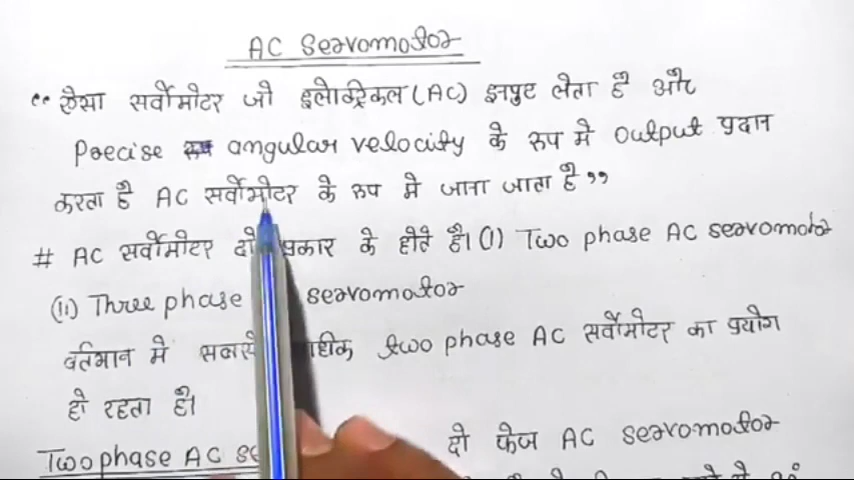 AC Servomotor
“ ऐसा सर्वोमोटर जो इलेक्ट्रिकल (AC) इनपुट लेता है और
Precise angular velocity के रूप मे output प्रदान
करता है AC सर्वोमोटर के रूप मे जाना जाता है ”
# AC सर्वोमोटर दो प्रकार के होते है। (i) Two phase AC servomotor
(ii) Three phase servomotor
वर्तमान मे सबसे two phase AC सर्वोमोटर का प्रयोग
हो रहता है।
Two phase AC दो फेज AC servomotor